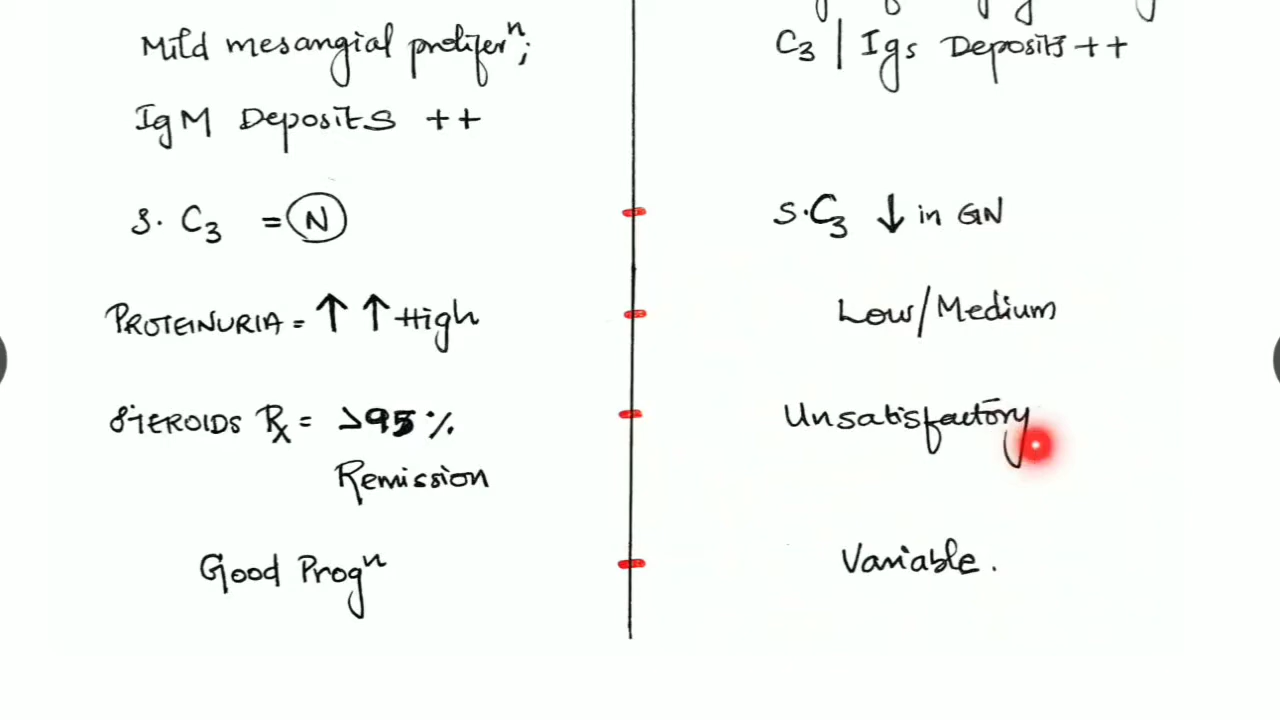 Mild mesangial proliferⁿ;
IgM Deposits ++
S. C3 = N
PROTEINURIA = ↑ ↑ High
STEROIDS Rx = >95%
Remission
Good Progⁿ
C3 | Igs Deposits ++
S.C3 ↓ in GN
Low/Medium
Unsatisfactory
Variable.